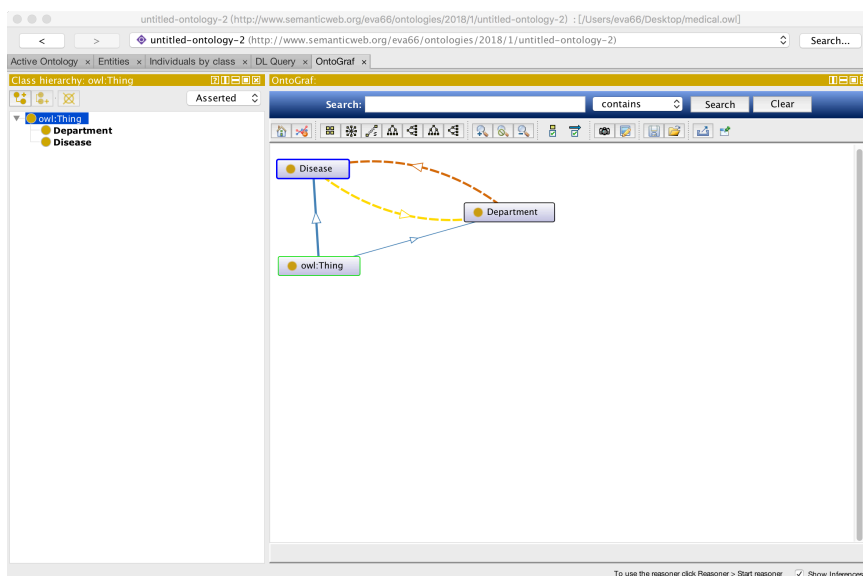 untitled-ontology-2 (http://www.semanticweb.org/eva66/ontologies/2018/1/untitled-ontology-2) : [/Users/eva66/Desktop/medical.owl]
< > untitled-ontology-2 (http://www.semanticweb.org/eva66/ontologies/2018/1/untitled-ontology-2) Search...
Active Ontology × Entities × Individuals by class × DL Query × OntoGraf ×
Class hierarchy: owl:Thing
OntoGraf:
Asserted
Search: contains Search Clear
owl:Thing
Department
Disease
Disease
Department
owl:Thing
To use the reasoner click Reasoner > Start reasoner ✓ Show Inferences